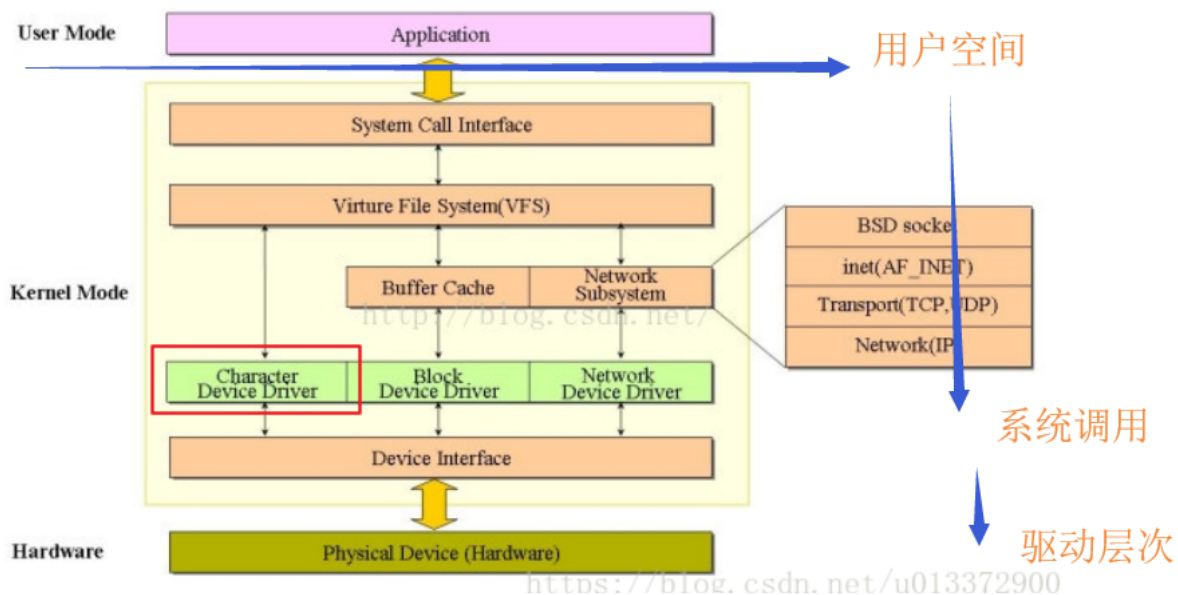 User Mode
Application
用户空间
System Call Interface
Virture File System(VFS)
BSD socket
inet(AF_INET)
Transport(TCP,UDP)
Network(IP)
Kernel Mode
Buffer Cache
Network
Subsystem
http://blog.csdn.net/
Character
Device Driver
Block
Device Driver
Network
Device Driver
系统调用
Device Interface
Hardware
Physical Device (Hardware)
驱动层次
https://blog.csdn.net/u013372900